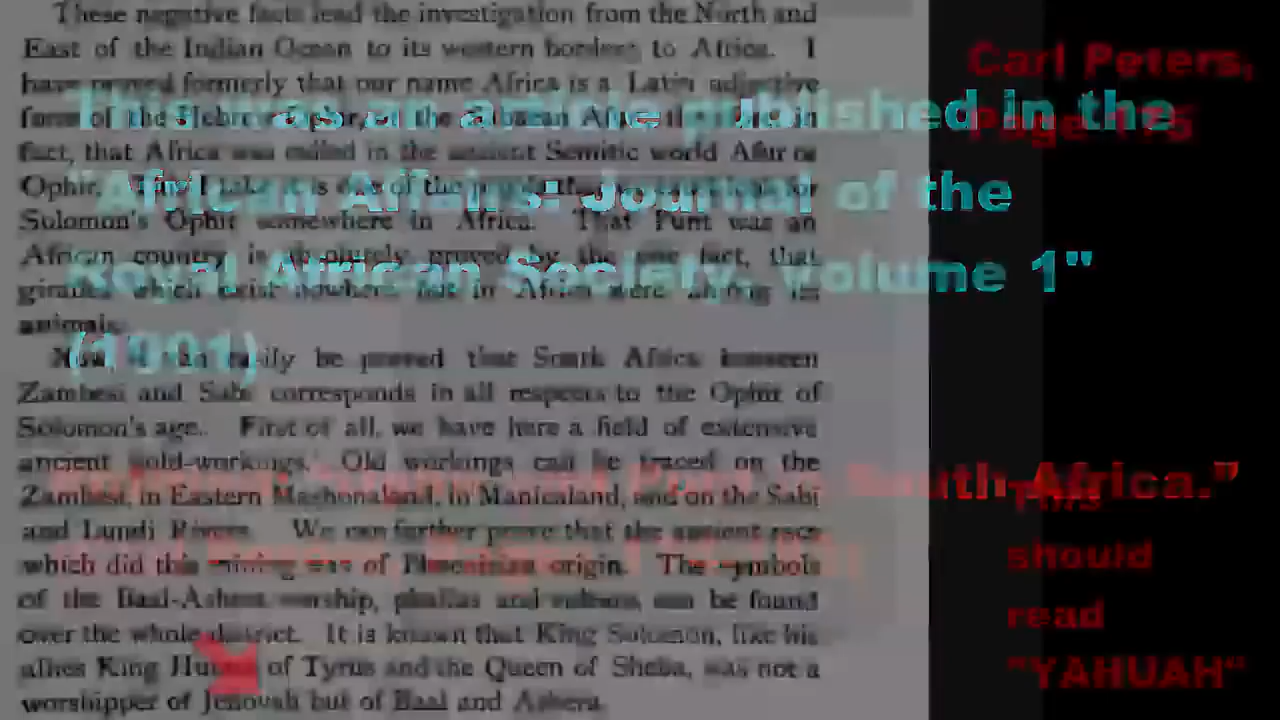 These negative facts lead the investigation from the North and
East of the Indian Ocean to its western borders to Africa. I
have proved formerly that our name Africa is a Latin adjective
form of the Hebrew Ophir, or the Sabaean Afur therefore in
fact, that Africa was called in the ancient Semitic world Afur or
Ophir. take it is one of the for
Solomon's Ophir somewhere in Africa. That Punt was an
African country is absolutely proved by the one fact, that
giraffes which exist nowhere but in Africa were among its
animals.
Now it can easily be proved that South Africa between
Zambesi and Sabi corresponds in all respects to the Ophir of
Solomon's age. First of all, we have here a field of extensive
ancient gold-workings. Old workings can be traced on the
Zambesi, in Eastern Mashonaland, in Manicaland, and on the Sabi
and Lundi Rivers. We can further prove that the ancient race
which did this mining was of Phoenician origin. The symbols
of the Baal-Ashera worship, phallus and vultures, can be found
over the whole district. It is known that King Solomon, like his
allies King Huram of Tyrus and the Queen of Sheba, was not a
worshipper of Jehovah but of Baal and Ashera.
This was an article published in the
"African Affairs: Journal of the
Royal African Society, Volume 1"
(1901)
Carl Peters,
Page
South Africa."
This
should
read
"YAHUAH"